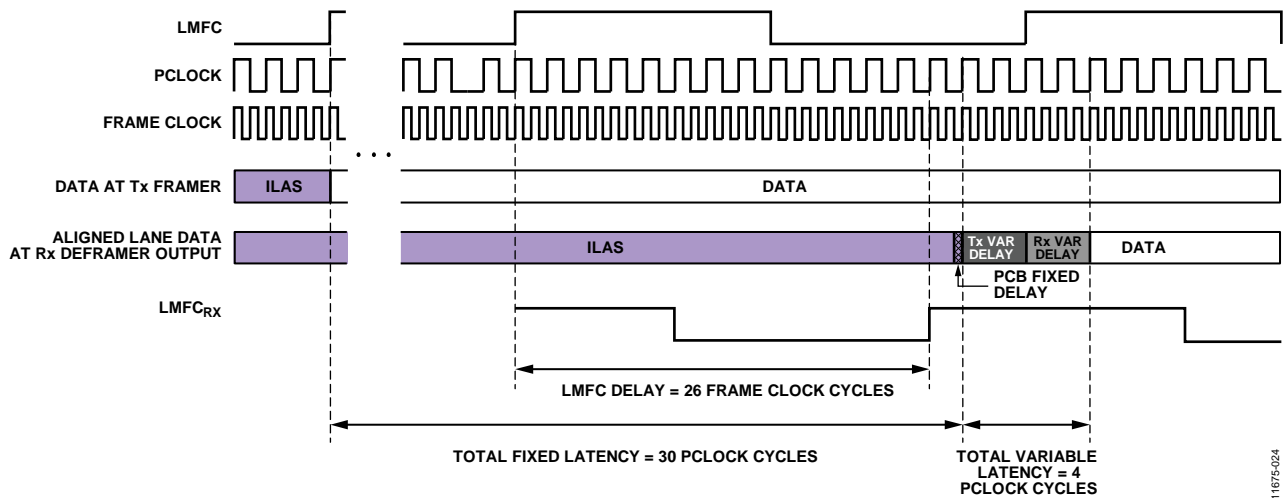 LMFC
PCLOCK
FRAME CLOCK
. . .
DATA AT Tx FRAMER
ILAS
DATA
ALIGNED LANE DATA
AT Rx DEFRAMER OUTPUT
ILAS
Tx VAR
DELAY
Rx VAR
DELAY
DATA
PCB FIXED
DELAY
LMFCRX
LMFC DELAY = 26 FRAME CLOCK CYCLES
TOTAL FIXED LATENCY = 30 PCLOCK CYCLES
TOTAL VARIABLE
LATENCY = 4
PCLOCK CYCLES
11675-024